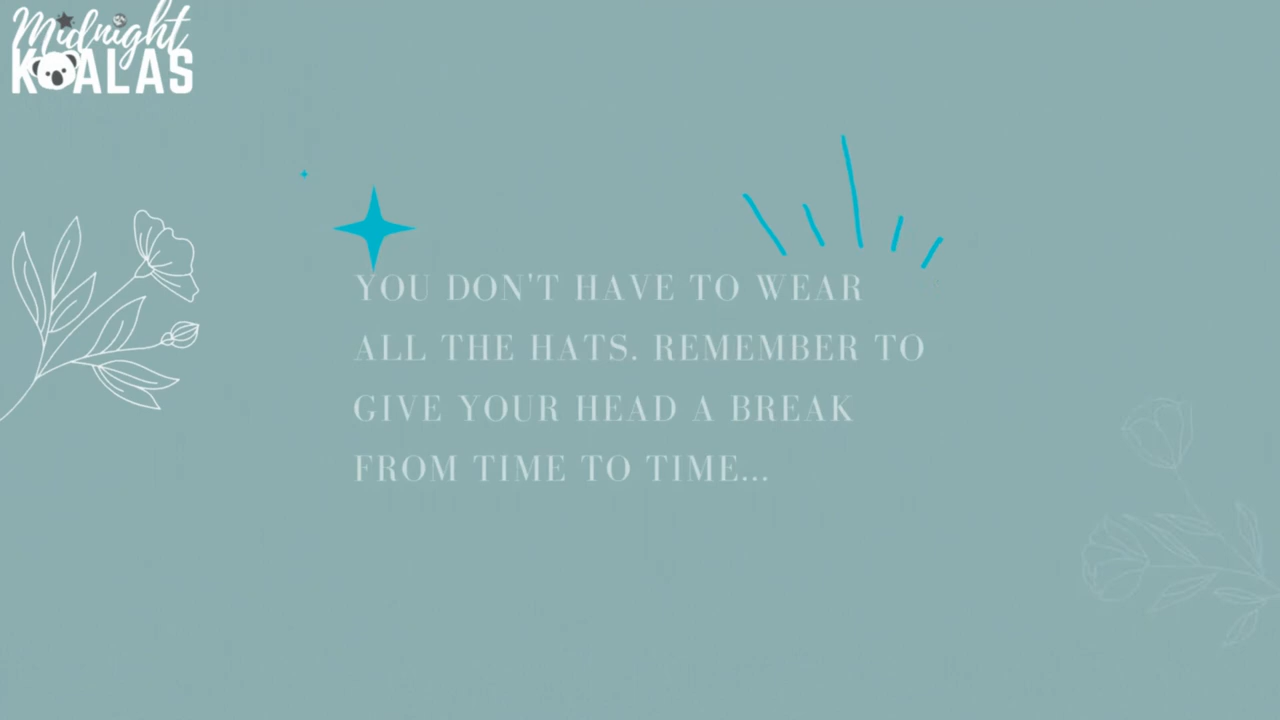 Midnight
KOALAS
YOU DON'T HAVE TO WEAR
ALL THE HATS. REMEMBER TO
GIVE YOUR HEAD A BREAK
FROM TIME TO TIME...